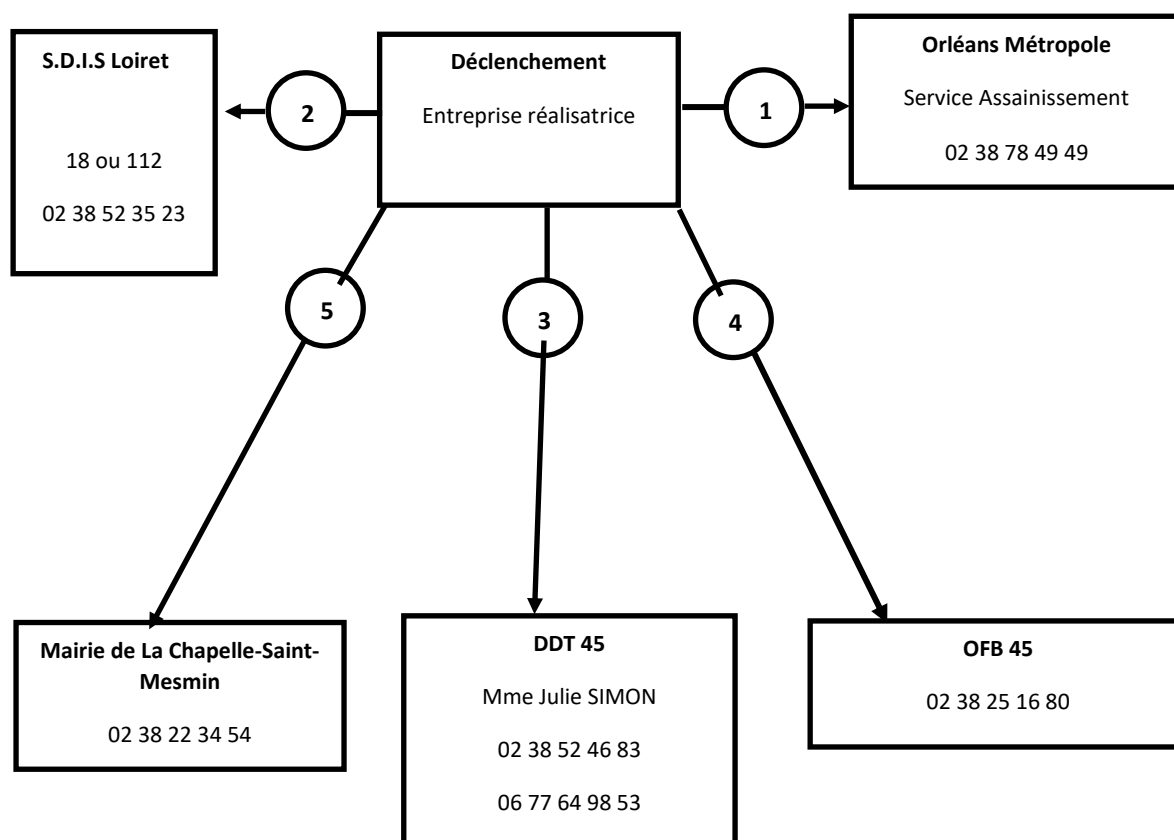 S.D.I.S Loiret
18 ou 112
02 38 52 35 23
2
Déclenchement
Entreprise réalisatrice
1
Orléans Métropole
Service Assainissement
02 38 78 49 49
5
3
4
Mairie de La Chapelle-Saint-
Mesmin
02 38 22 34 54
DDT 45
Mme Julie SIMON
02 38 52 46 83
06 77 64 98 53
OFB 45
02 38 25 16 80